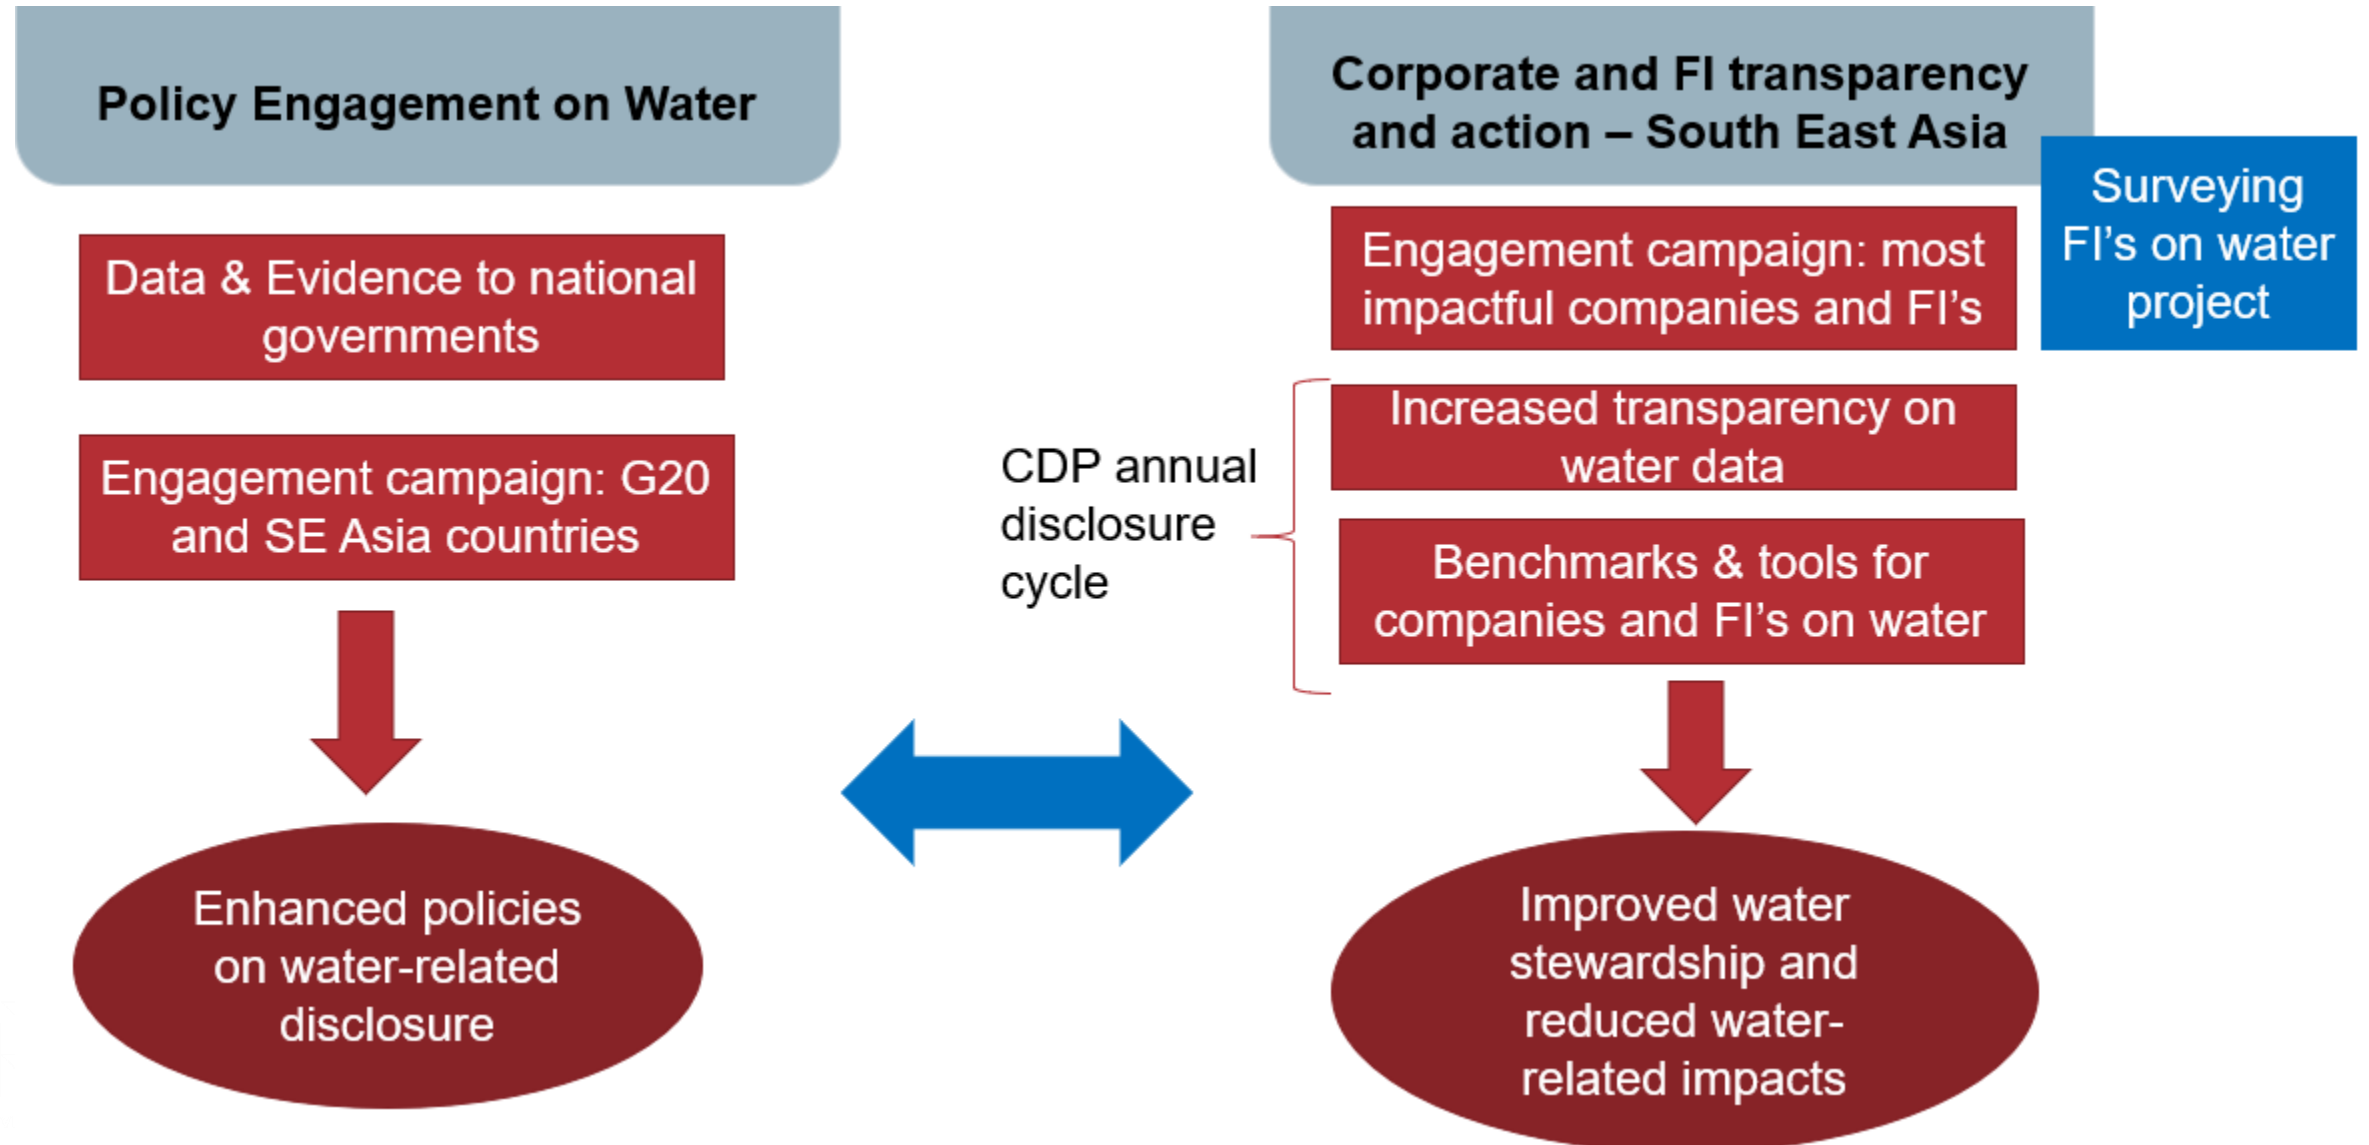 Policy Engagement on Water
Data & Evidence to national
governments
Engagement campaign: G20
and SE Asia countries
Enhanced policies
on water-related
disclosure
Corporate and FI transparency
and action – South East Asia
Surveying
FI’s on water
project
Engagement campaign: most
impactful companies and FI’s
CDP annual
disclosure
cycle
Increased transparency on
water data
Benchmarks & tools for
companies and FI’s on water
Improved water
stewardship and
reduced water-
related impacts